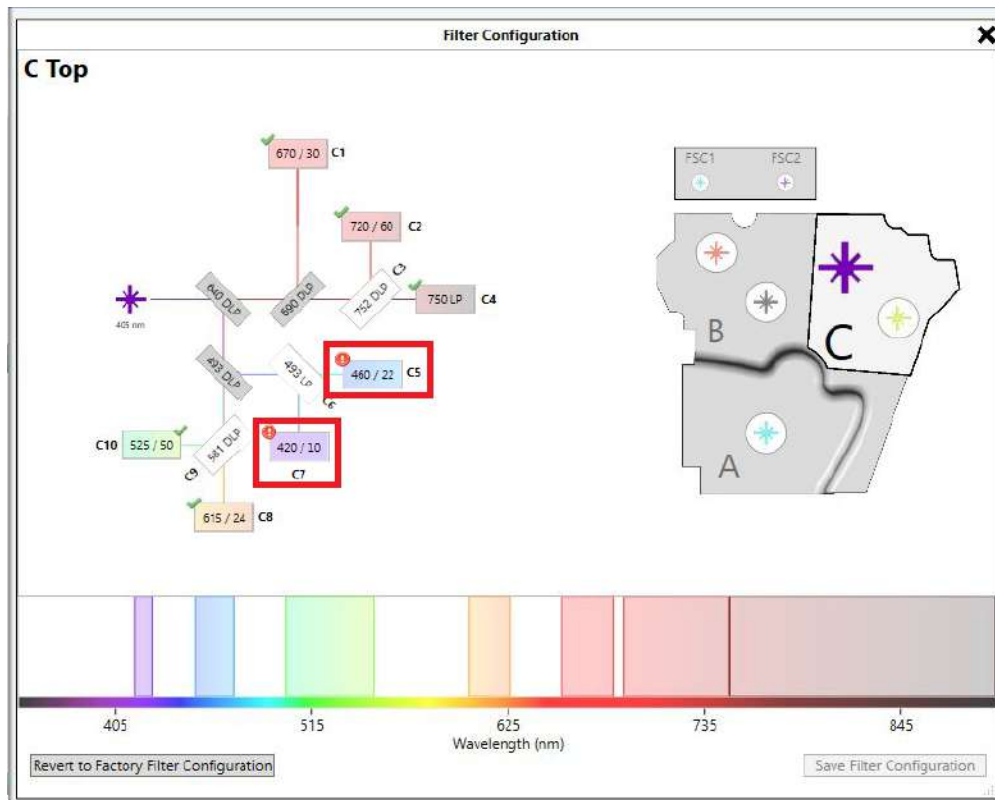 Filter Configuration
C Top
670 / 30 C1
720 / 60 C2
C3
640 DLP
690 DLP
752 DLP
750 LP C4
405 nm
493 DLP
493 LP
460 / 22 C5
C6
C10 525 / 50
561 DLP
420 / 10
C9
C7
615 / 24 C8
FSC1 FSC2
B
C
A
405 515 625 735 845
Wavelength (nm)
Revert to Factory Filter Configuration
Save Filter Configuration